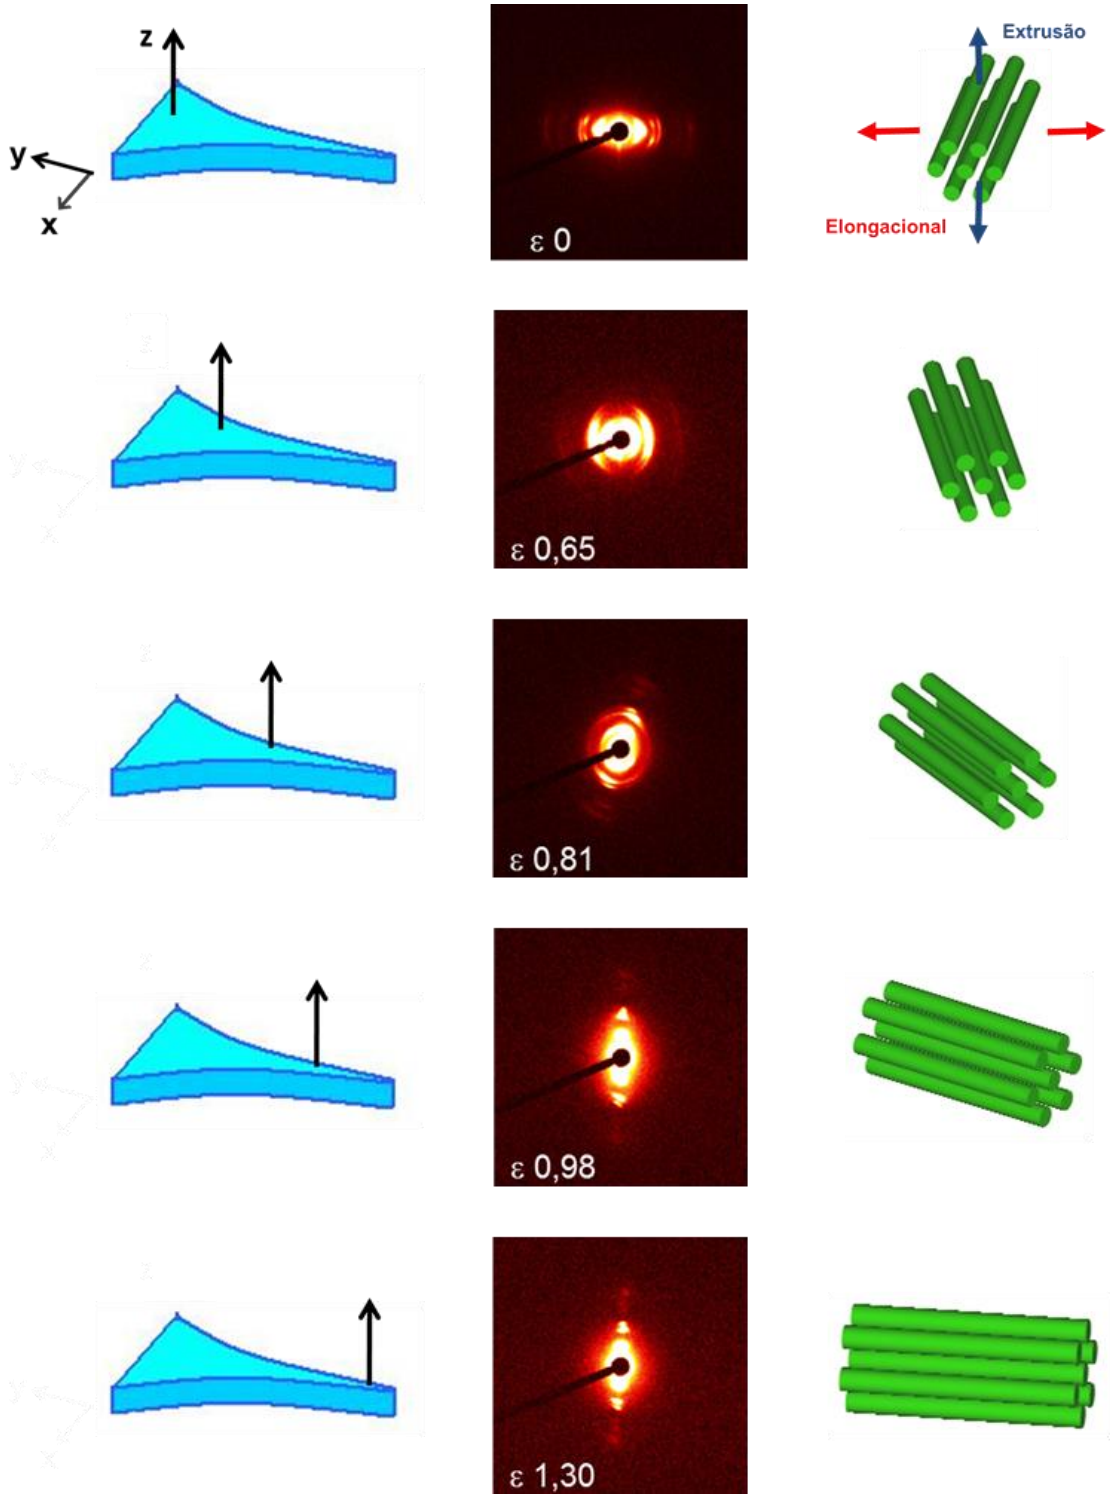 z
y
x
ε 0
Extrusão
Elongacional
ε 0,65
ε 0,81
ε 0,98
ε 1,30